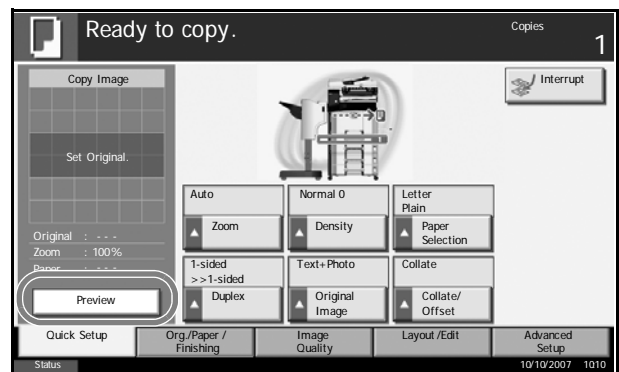 Ready to copy.
Copies
1
Copy Image
Set Original.
Original : - - -
Zoom : 100%
Paper : - - -
Preview
Interrupt
Auto
Zoom
Normal 0
Density
Letter
Plain
Paper
Selection
1-sided
>>1-sided
Duplex
Text+Photo
Original
Image
Collate
Collate/
Offset
Quick Setup
Org./Paper /
Finishing
Image
Quality
Layout /Edit
Advanced
Setup
Status
10/10/2007 1010